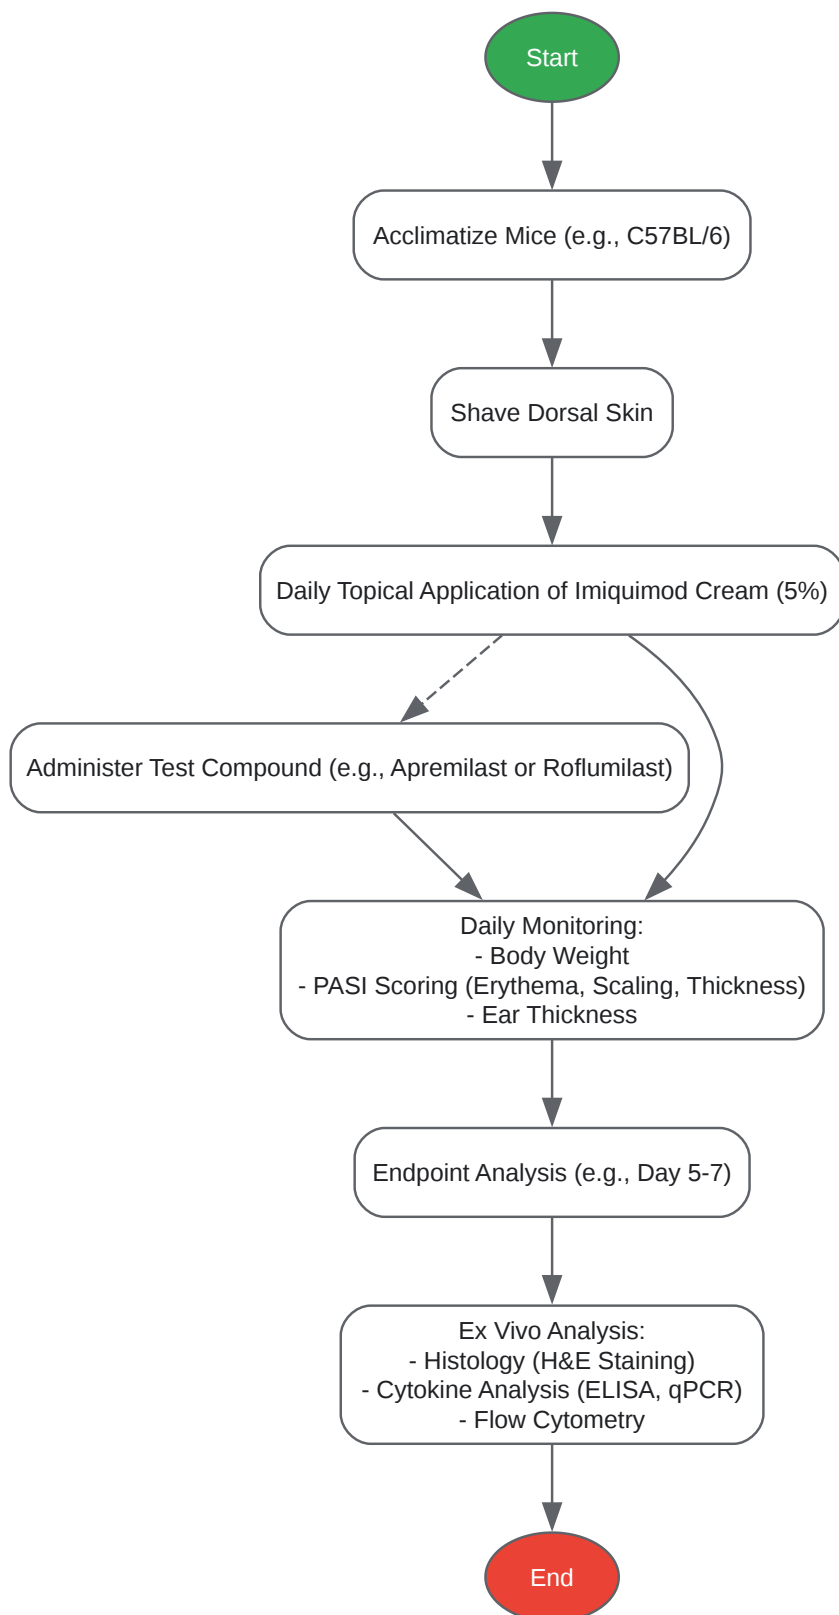 Start
Acclimatize Mice (e.g., C57BL/6)
Shave Dorsal Skin
Daily Topical Application of Imiquimod Cream (5%)
Administer Test Compound (e.g., Apremilast or Roflumilast)
Daily Monitoring:
- Body Weight
- PASI Scoring (Erythema, Scaling, Thickness)
- Ear Thickness
Endpoint Analysis (e.g., Day 5-7)
Ex Vivo Analysis:
- Histology (H&E Staining)
- Cytokine Analysis (ELISA, qPCR)
- Flow Cytometry
End